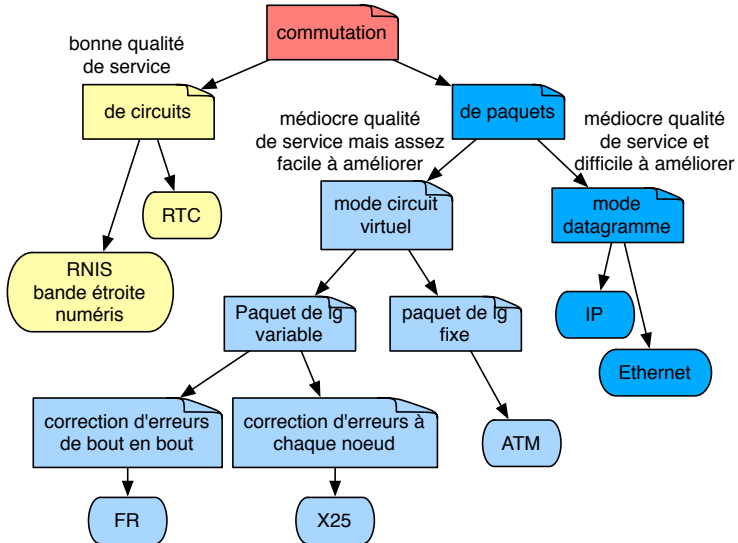 commutation
bonne qualité
de service
de circuits
de paquets
médiocre qualité
de service mais assez
facile à améliorer
médiocre qualité
de service et
difficile à améliorer
RTC
mode circuit
virtuel
mode
datagramme
RNIS
bande étroite
numéris
Paquet de lg
variable
paquet de lg
fixe
IP
Ethernet
correction d'erreurs
de bout en bout
correction d'erreurs à
chaque noeud
ATM
FR
X25